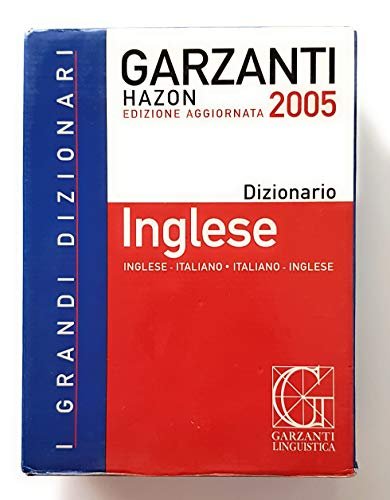 I GRANDI DIZIONARI
GARZANTI
HAZON
EDIZIONE AGGIORNATA 2005
Dizionario
Inglese
INGLESE - ITALIANO • ITALIANO - INGLESE
G
GARZANTI
LINGUISTICA